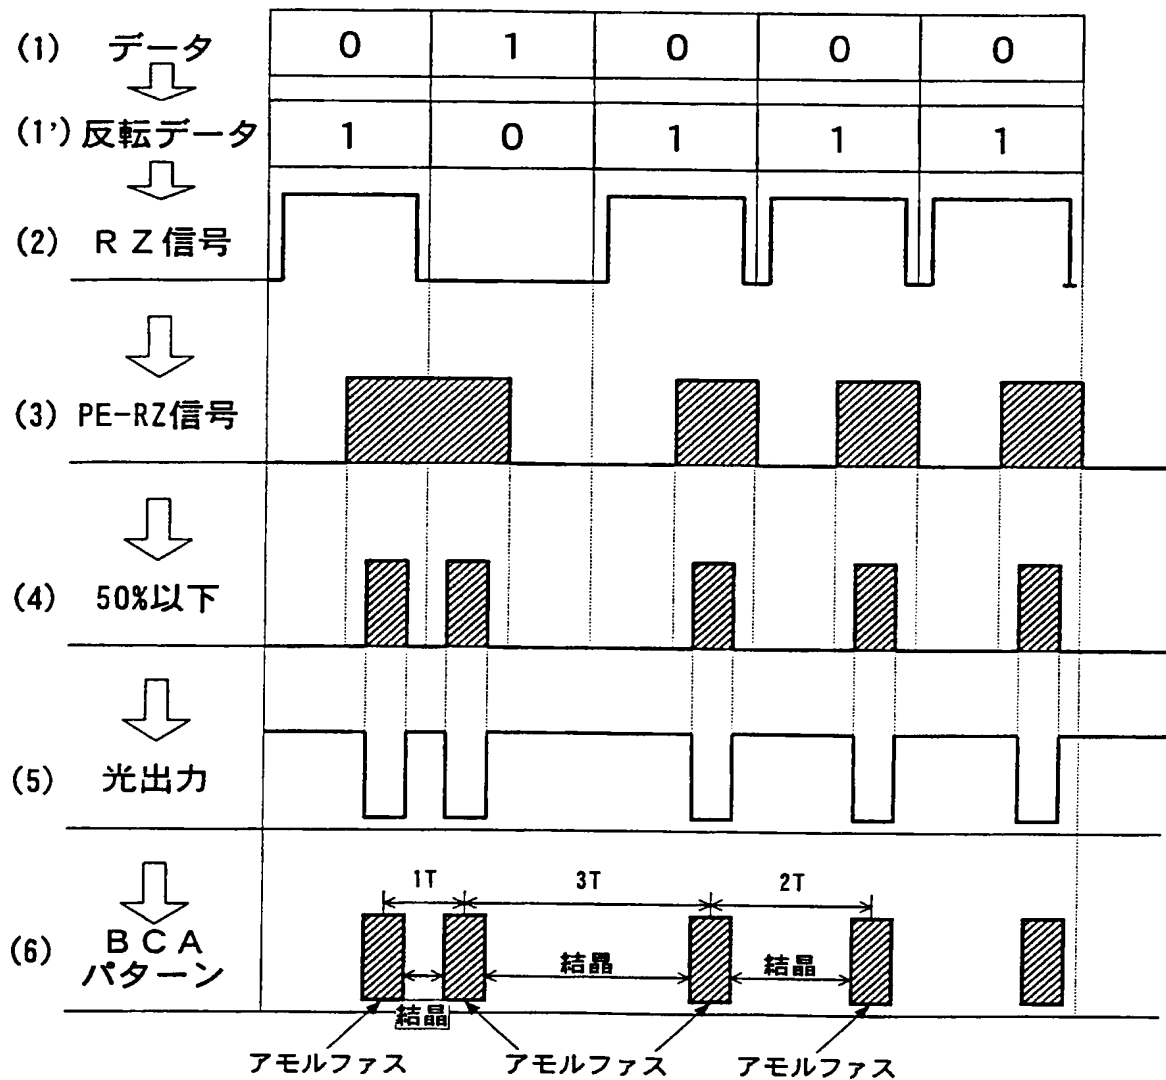 (1) データ 0 1 0 0 0
(1') 反転データ 1 0 1 1 1
(2) RZ信号
(3) PE-RZ信号
(4) 50%以下
(5) 光出力
1T 3T 2T
(6) BCA
パターン
結晶 結晶
結晶
アモルファス アモルファス アモルファス